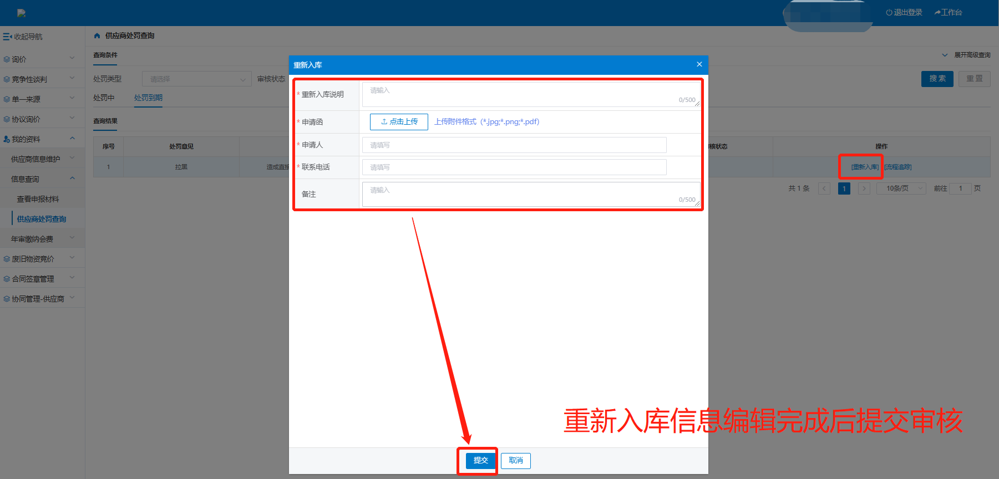 退出登录 工作台
收起导航
供应商处罚查询
询价
竞争性谈判
单一来源
协议询价
我的资料
供应商信息维护
信息查询
查看申报材料
供应商处罚查询
年审缴纳会费
废旧物资竞价
合同签章管理
协同管理-供应商
查询条件
展开高级查询
处罚类型 请选择 审核状态
搜索 重置
处罚中 处罚到期
查询结果
序号 处罚意见 核状态 操作
1 拉黑 造成直接 [重新入库] [流程追踪]
共 1 条 1 10条/页 前往 1 页
重新入库
* 重新入库说明 请输入
0/500
* 申请函 点击上传 上传附件格式（*.jpg;*.png;*.pdf）
* 申请人 请填写
* 联系电话 请填写
备注 请输入
0/500
重新入库信息编辑完成后提交审核
提交 取消